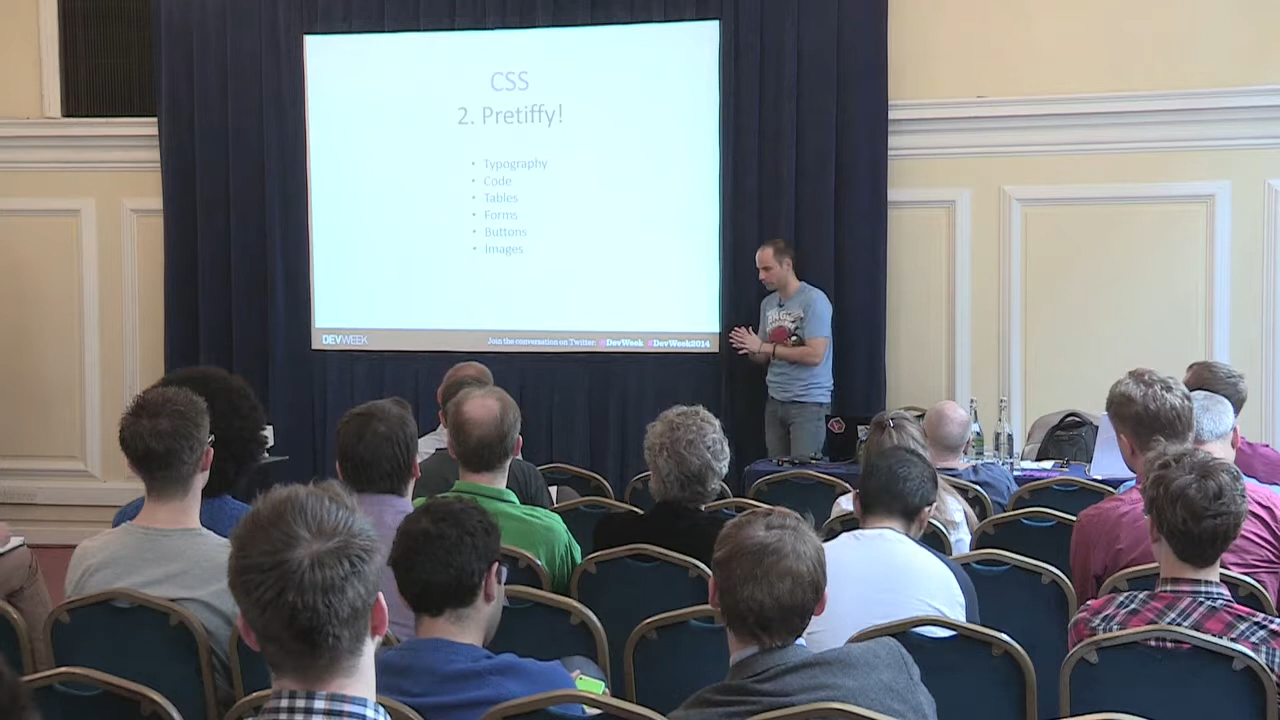 CSS
2. Pretiffy!
• Typography
• Code
• Tables
• Forms
• Buttons
• Images
DEVWEEK
Join the conversation on Twitter: @DevWeek #DevWeek2014